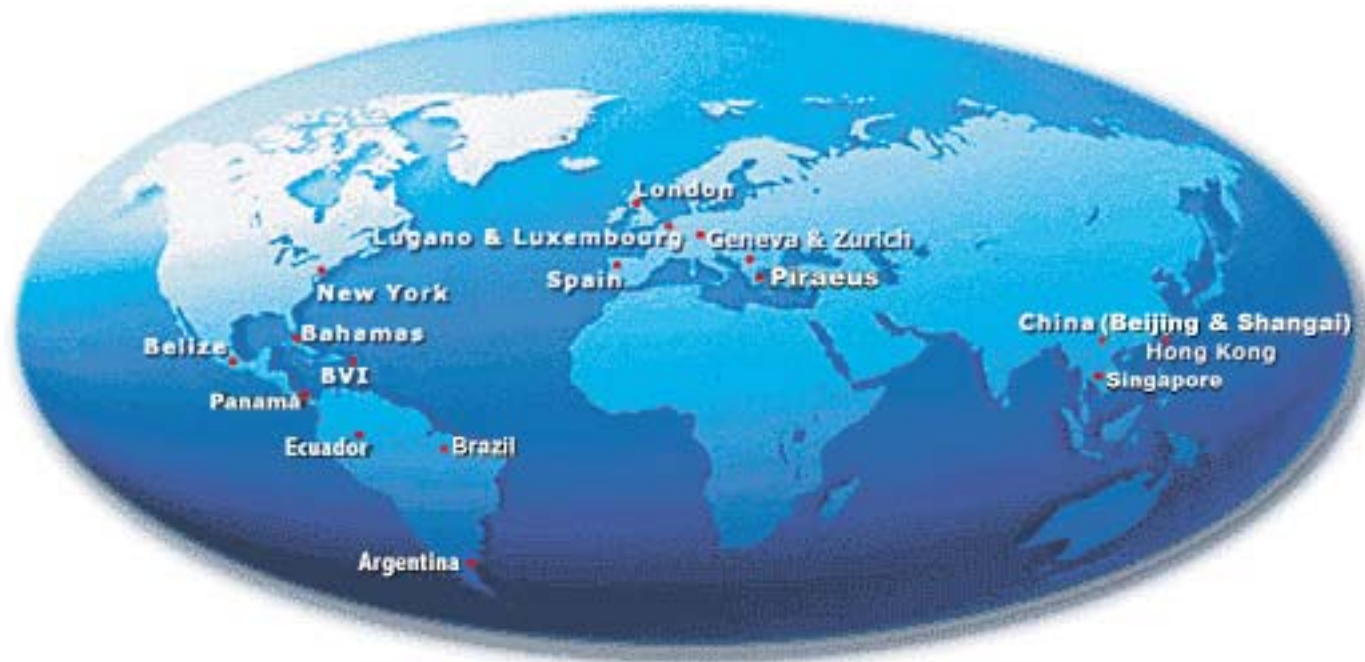 London
Lugano & Luxembourg
Geneva & Zurich
Spain
Piraeus
New York
Bahamas
China (Beijing & Shangai)
Belize
Hong Kong
BVI
Singapore
Panamá
Ecuador
Brazil
Argentina